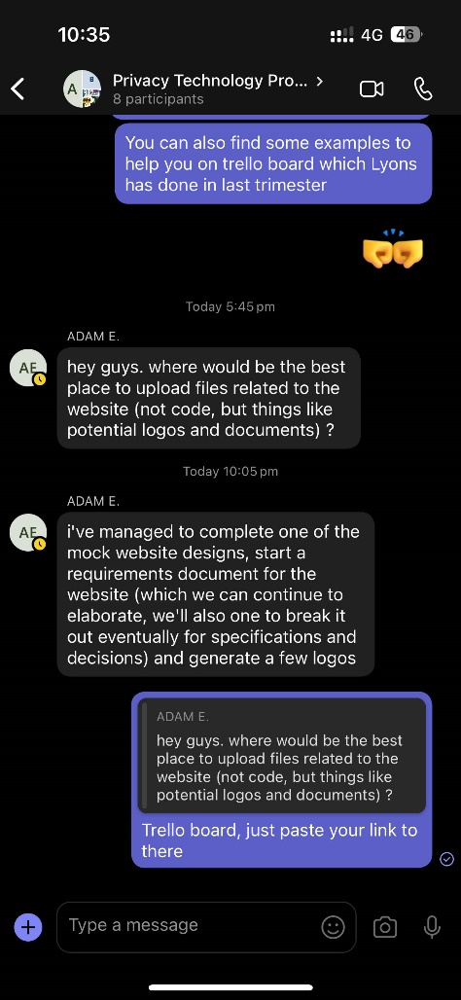 10:35
4G 46
A B
Privacy Technology Pro...
8 participants
You can also find some examples to
help you on trello board which Lyons
has done in last trimester
Today 5:45 pm
ADAM E.
AE
hey guys. where would be the best
place to upload files related to the
website (not code, but things like
potential logos and documents) ?
Today 10:05 pm
ADAM E.
AE
i've managed to complete one of the
mock website designs, start a
requirements document for the
website (which we can continue to
elaborate, we'll also one to break it
out eventually for specifications and
decisions) and generate a few logos
ADAM E.
hey guys. where would be the best
place to upload files related to the
website (not code, but things like
potential logos and documents) ?
Trello board, just paste your link to
there
Type a message